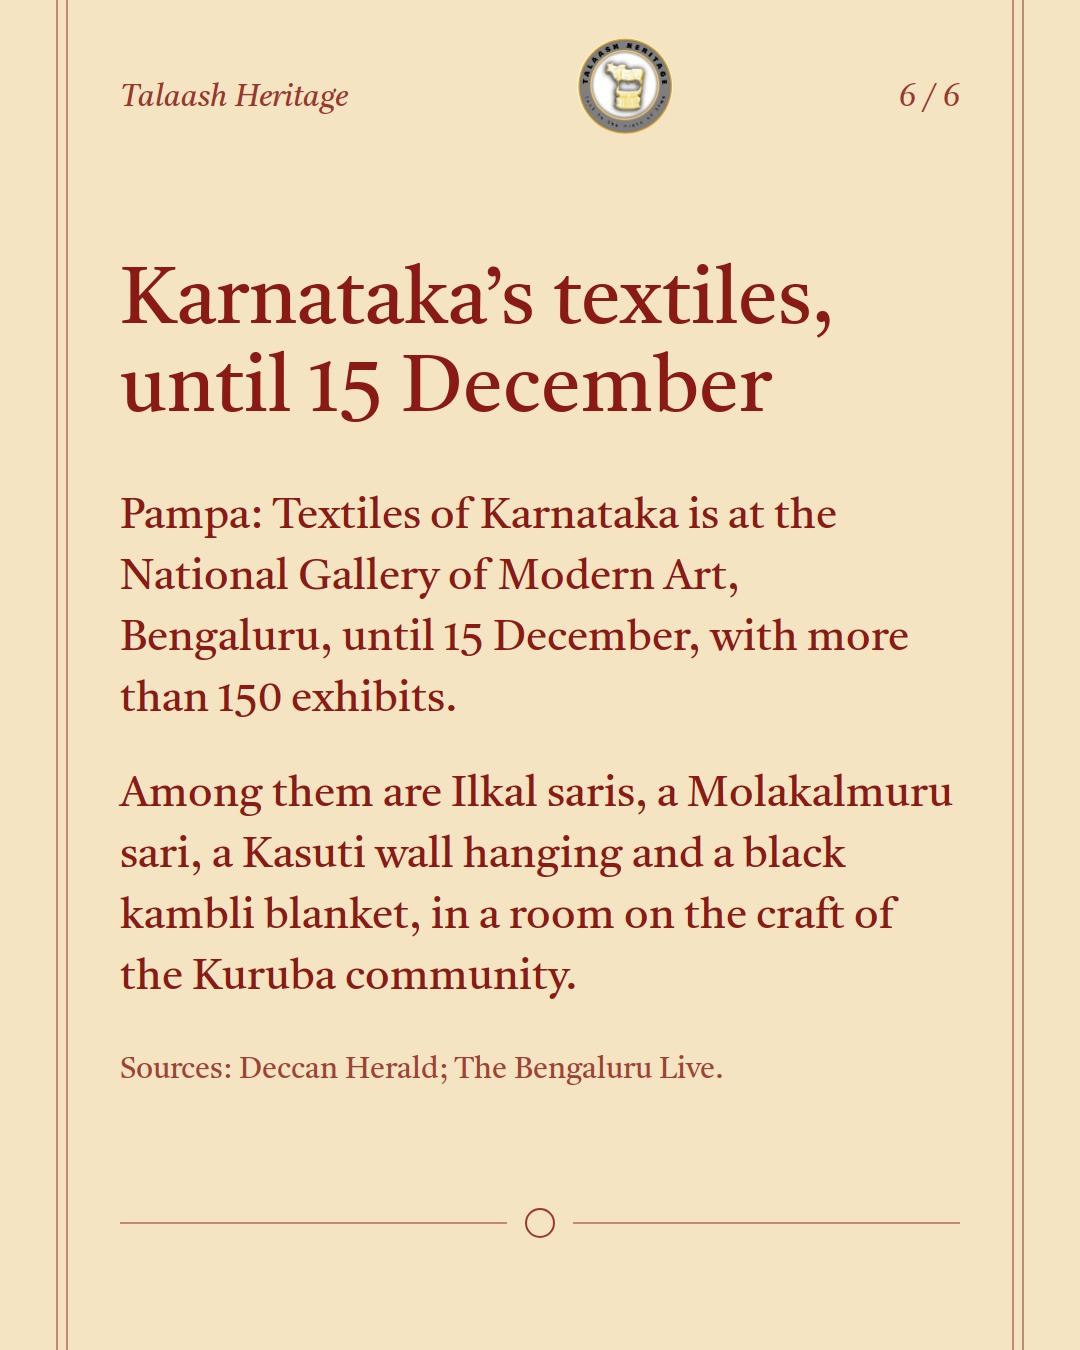 Talaash Heritage
TALAASH HERITAGE
6 / 6
Karnataka’s textiles,
until 15 December
Pampa: Textiles of Karnataka is at the
National Gallery of Modern Art,
Bengaluru, until 15 December, with more
than 150 exhibits.
Among them are Ilkal saris, a Molakalmuru
sari, a Kasuti wall hanging and a black
kambli blanket, in a room on the craft of
the Kuruba community.
Sources: Deccan Herald; The Bengaluru Live.